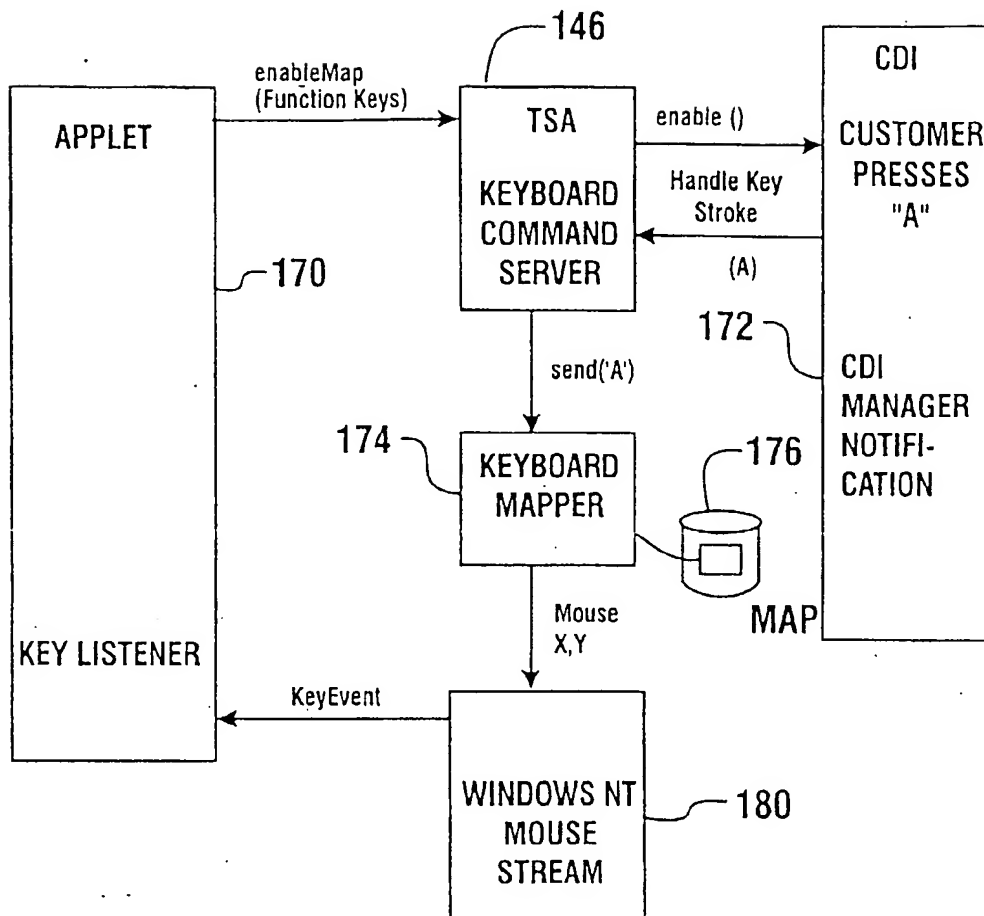 146
enableMap
(Function Keys)
APPLET
170
KEY LISTENER
TSA
KEYBOARD
COMMAND
SERVER
enable ()
Handle Key
Stroke
(A)
CDI
CUSTOMER
PRESSES
"A"
172
CDI
MANAGER
NOTIFI-
CATION
send('A')
174
KEYBOARD
MAPPER
176
MAP
Mouse
X,Y
KeyEvent
WINDOWS NT
MOUSE
STREAM
180